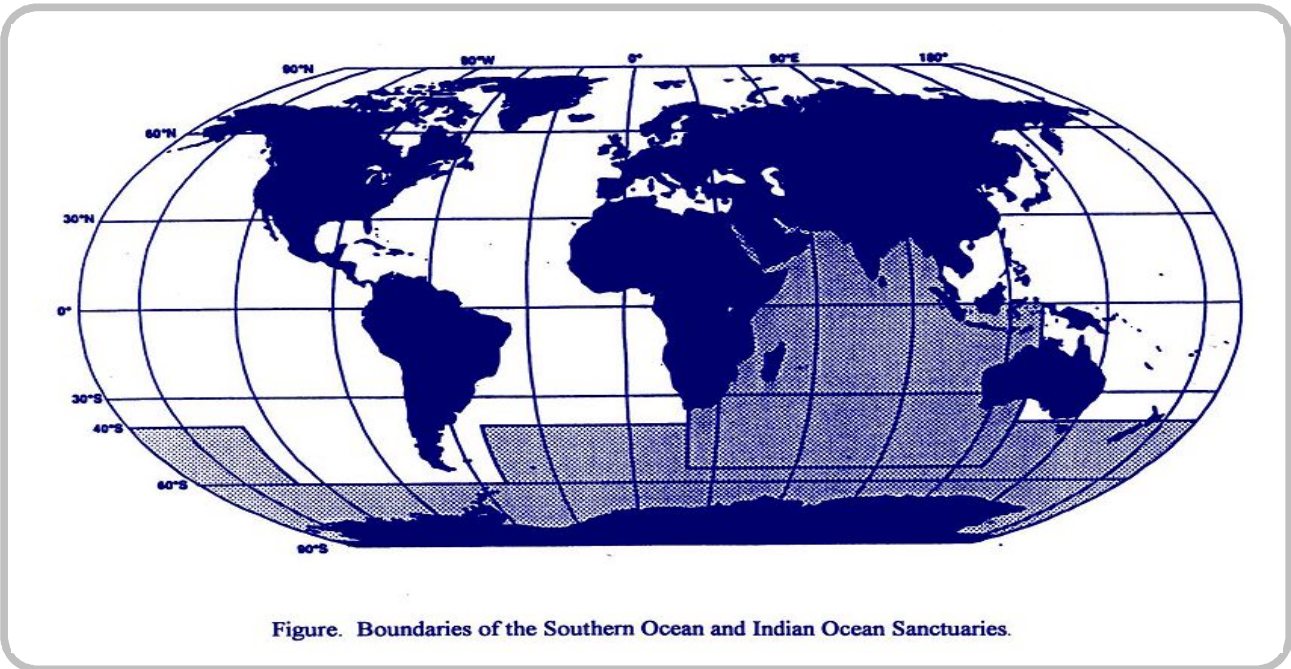 90°N
90°W
0°
90°E
180°
60°N
30°N
0°
30°S
40°S
60°S
90°S
Figure. Boundaries of the Southern Ocean and Indian Ocean Sanctuaries.